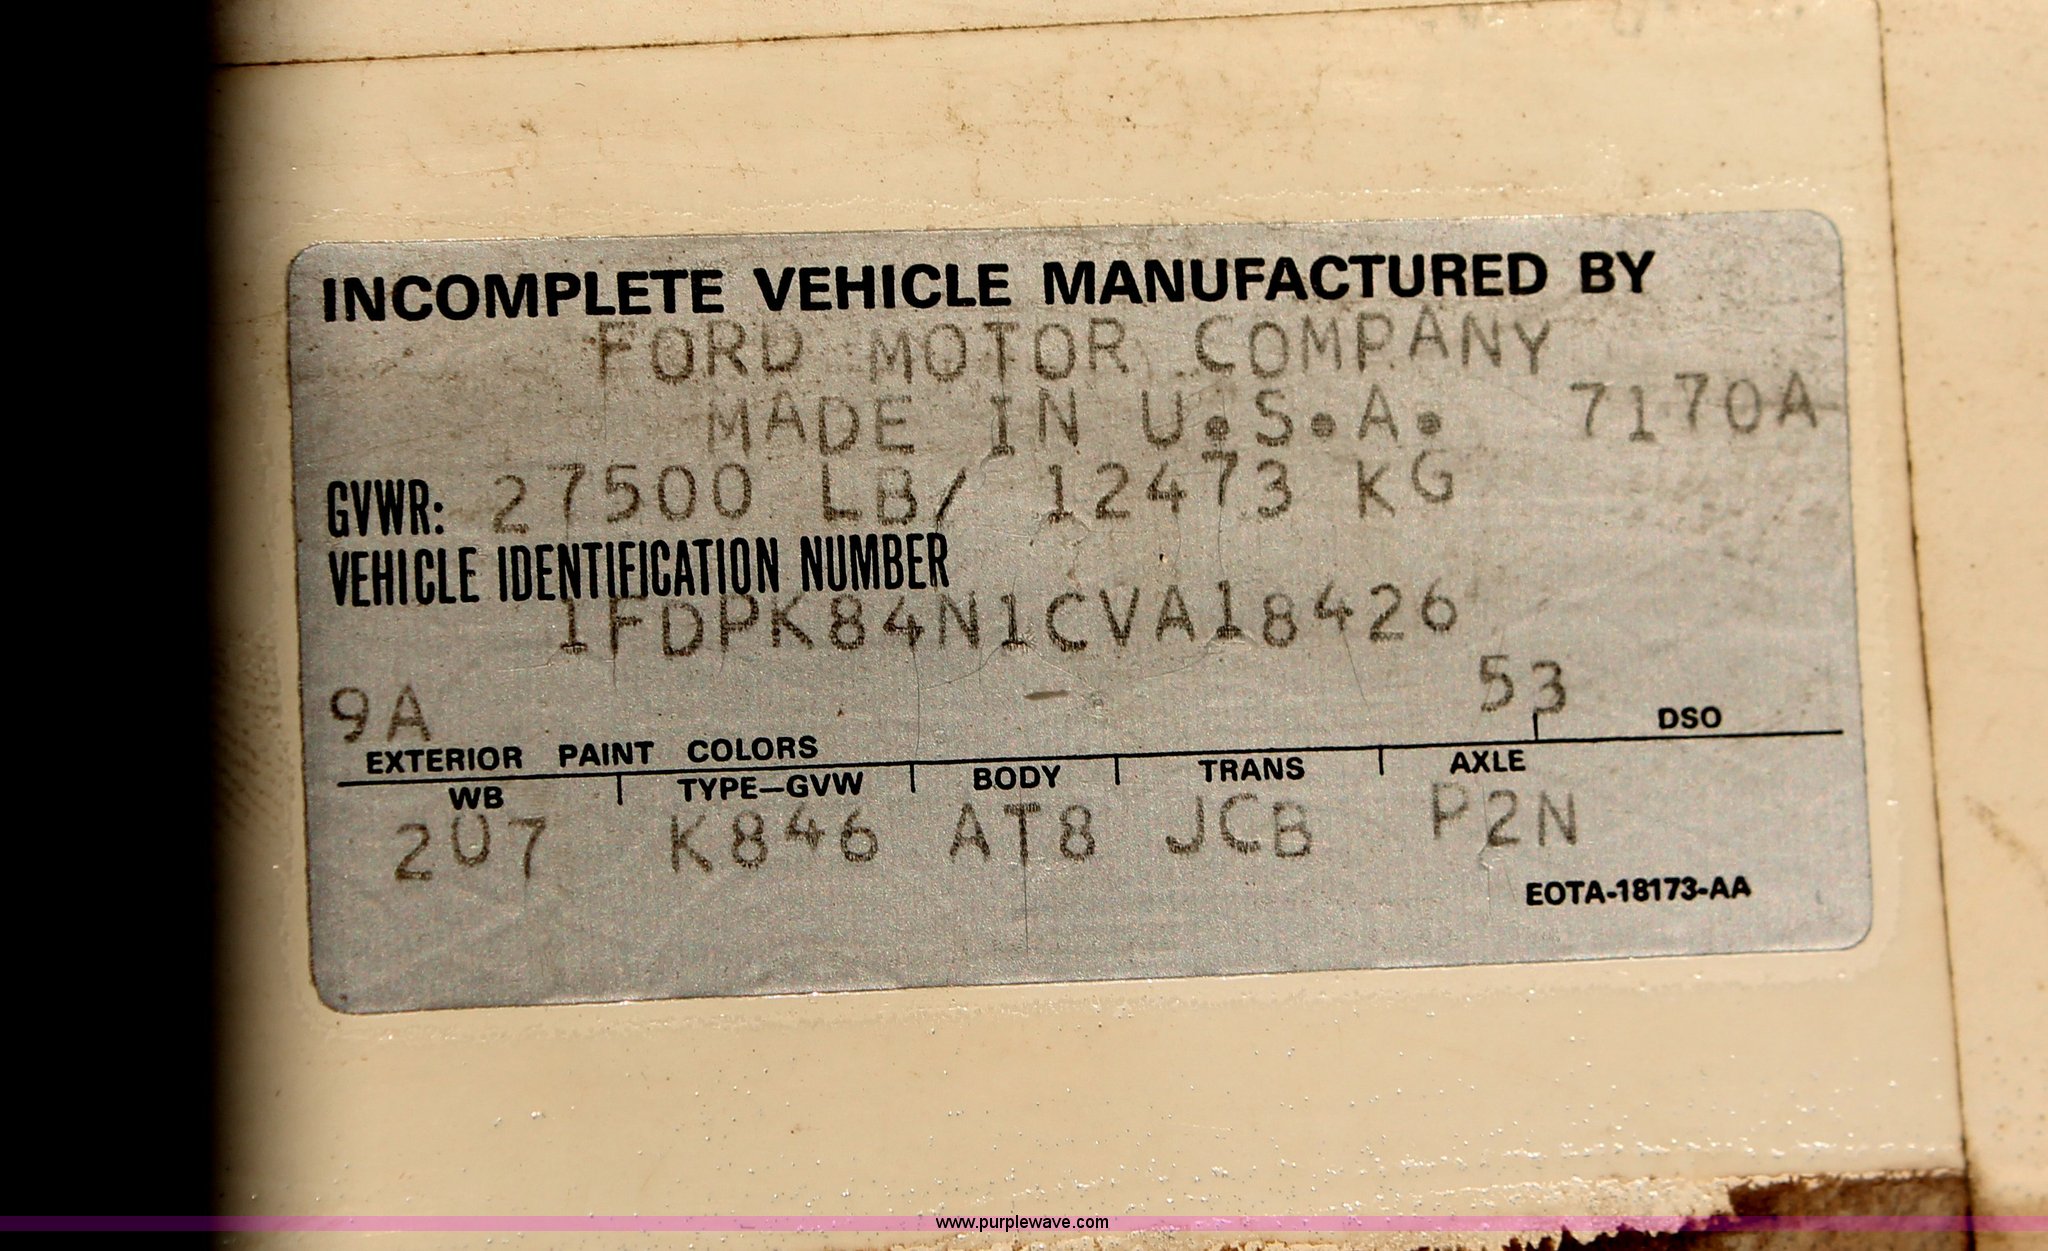 INCOMPLETE VEHICLE MANUFACTURED BY
FORD MOTOR COMPANY
MADE IN U.S.A. 7170A
GVWR: 27500 LB/ 12473 KG
VEHICLE IDENTIFICATION NUMBER
1FDPK84N1CVA18426
9A - 53
EXTERIOR PAINT COLORS DSO
WB TYPE-GVW BODY TRANS AXLE
2U7 K846 AT8 JCB P2N
EOTA-18173-AA
www.purplewave.com